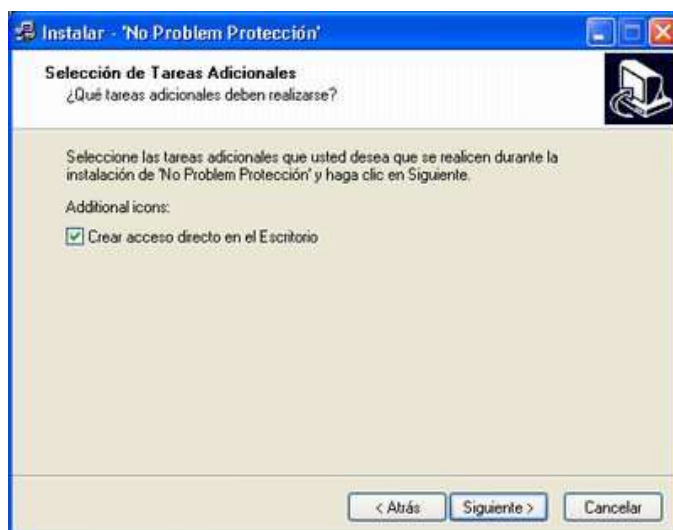 Instalar - 'No Problem Protección'
Selección de Tareas Adicionales
¿Qué tareas adicionales deben realizarse?
Seleccione las tareas adicionales que usted desea que se realicen durante la
instalación de 'No Problem Protección' y haga clic en Siguiente.
Additional icons:
Crear acceso directo en el Escritorio
< Atrás Siguiente > Cancelar